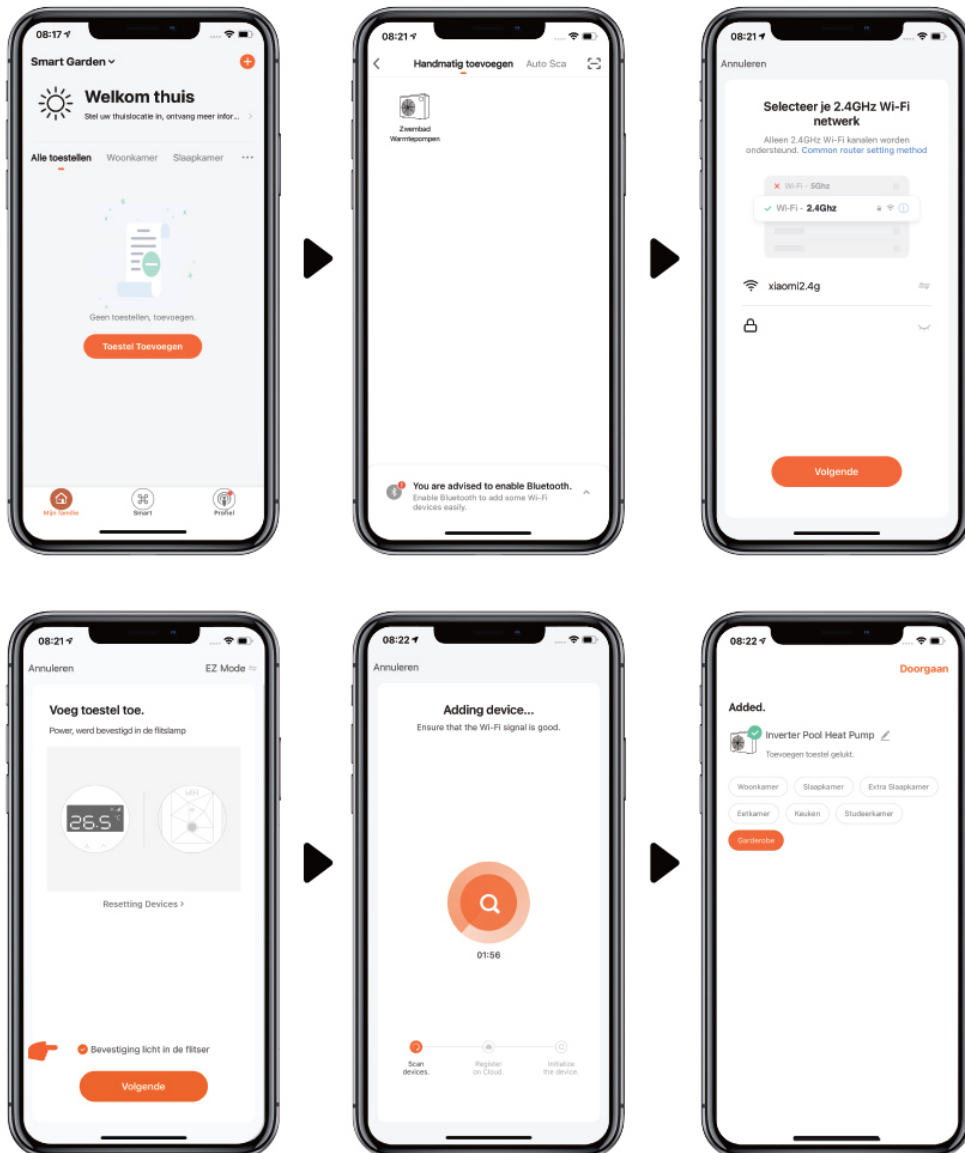 08:17
Smart Garden
Welkom thuis
Stel uw thuislocatie in, ontvang meer infor...
Alle toestellen Woonkamer Slaapkamer ...
Geen toestellen, toevoegen.
Toestel Toevoegen
Mijn familie Smart Profiel
08:21
Handmatig toevoegen Auto Sca
Zwembad
Warmtepompen
You are advised to enable Bluetooth.
Enable Bluetooth to add some Wi-Fi
devices easily.
08:21
Annuleren
Selecteer je 2.4GHz Wi-Fi
netwerk
Alleen 2.4GHz Wi-Fi kanalen worden
ondersteund. Common router setting method
Wi-Fi - 5Ghz
Wi-Fi - 2.4Ghz
xiaomi2.4g
Volgende
08:21
Annuleren EZ Mode
Voeg toestel toe.
Power, werd bevestigd in de flitslamp
26.5 °C
WIFI
Resetting Devices >
Bevestiging licht in de flitser
Volgende
08:22
Annuleren
Adding device...
Ensure that the Wi-Fi signal is good.
01:56
Scan
devices.
Register
on Cloud.
Initialize
the device.
08:22
Doorgaan
Added.
Inverter Pool Heat Pump
Toevoegen toestel gelukt.
Woonkamer Slaapkamer Extra Slaapkamer
Eetkamer Keuken Studeerkamer
Garderobe